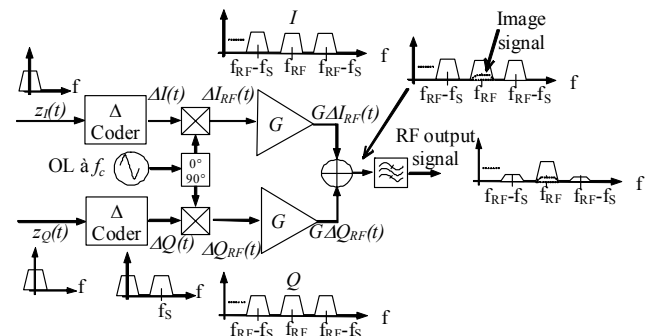 I
f_RF-f_S f_RF f_RF-f_S
f
Image
signal
f_RF-f_S f_RF f_RF-f_S
f
f
z_I(t)
Δ
Coder
ΔI(t)
ΔI_RF(t)
G
GΔI_RF(t)
OL à f_c
0°
90°
RF output
signal
f_RF-f_S f_RF f_RF-f_S
f
z_Q(t)
Δ
Coder
ΔQ(t)
ΔQ_RF(t)
G
GΔQ_RF(t)
f
f_S
f
Q
f_RF-f_S f_RF f_RF-f_S
f